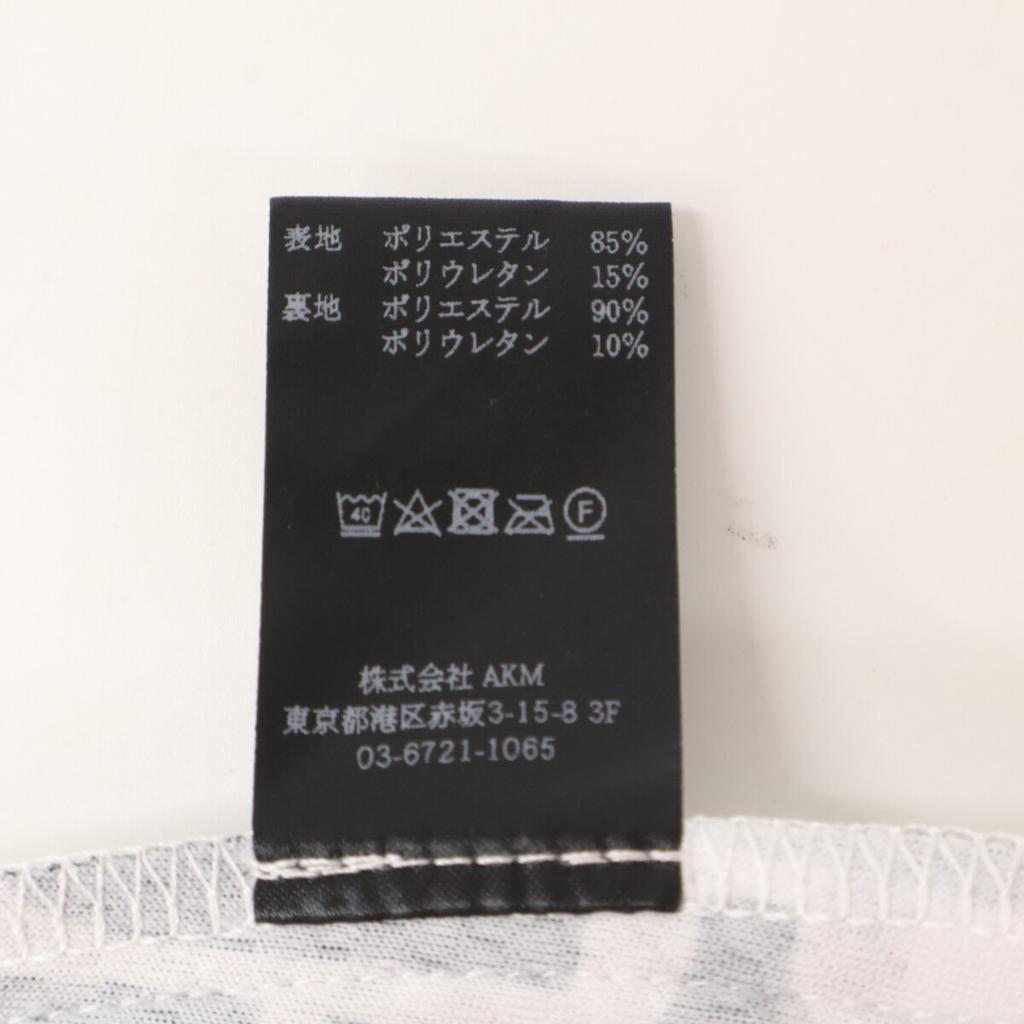 表地 ポリエステル 85%
ポリウレタン 15%
裏地 ポリエステル 90%
ポリウレタン 10%
40
F
株式会社 AKM
東京都港区赤坂3-15-8 3F
03-6721-1065